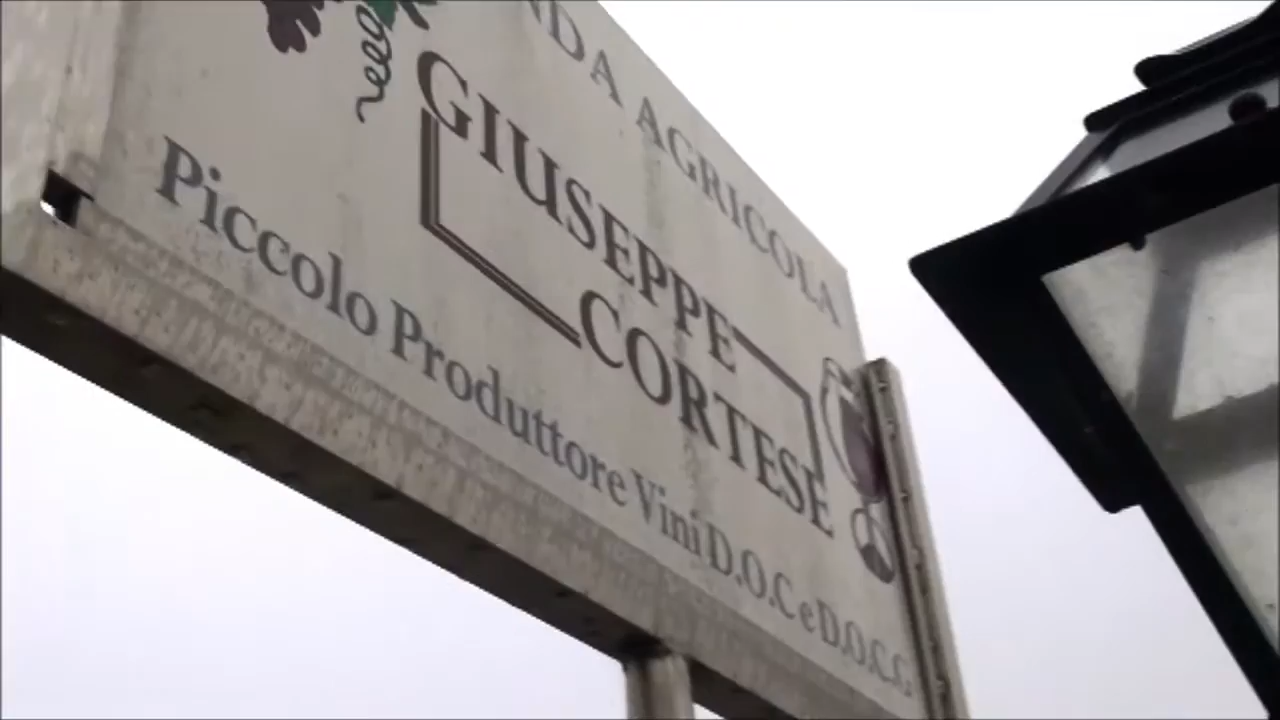 NDA AGRICOLA
GIUSEPPE
CORTESE
Piccolo Produttore Vini D.O.C e D.O.C.G